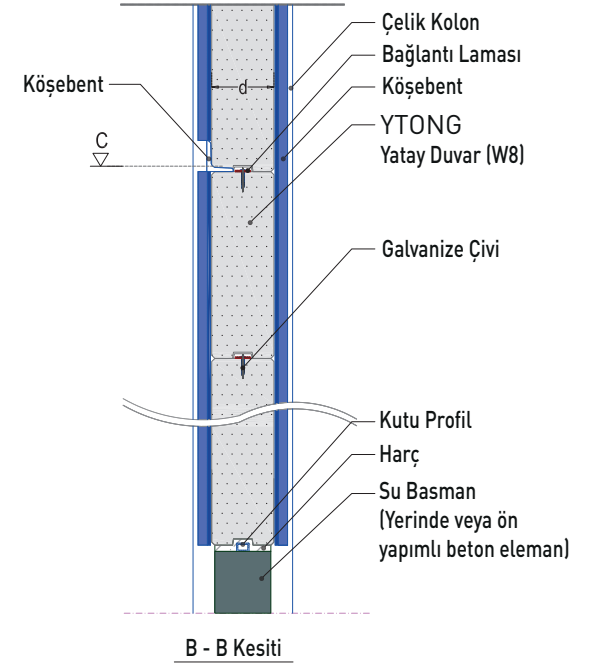 Çelik Kolon
Bağlantı Laması
Köşebent
Köşebent
d
YTONG
Yatay Duvar (W8)
C
Galvanize Çivi
Kutu Profil
Harç
Su Basman
(Yerinde veya ön
yapımlı beton eleman)
B - B Kesiti